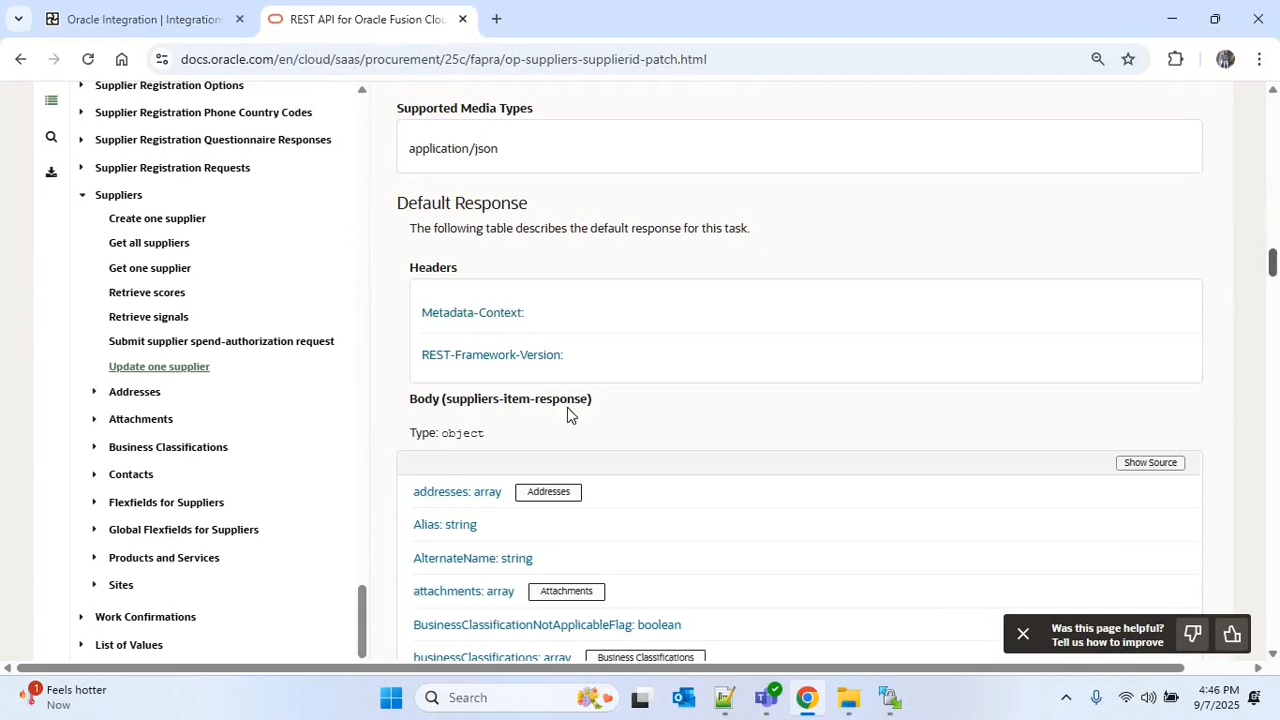 Oracle Integration | Integrations
REST API for Oracle Fusion Clou
docs.oracle.com/en/cloud/saas/procurement/25c/fapra/op-suppliers-supplierid-patch.html
Supplier Registration Options
Supplier Registration Phone Country Codes
Supplier Registration Questionnaire Responses
Supplier Registration Requests
Suppliers
Create one supplier
Get all suppliers
Get one supplier
Retrieve scores
Retrieve signals
Submit supplier spend-authorization request
Update one supplier
Addresses
Attachments
Business Classifications
Contacts
Flexfields for Suppliers
Global Flexfields for Suppliers
Products and Services
Sites
Work Confirmations
List of Values
Supported Media Types
application/json
Default Response
The following table describes the default response for this task.
Headers
Metadata-Context:
REST-Framework-Version:
Body (suppliers-item-response)
Type: object
Show Source
addresses: array Addresses
Alias: string
AlternateName: string
attachments: array Attachments
BusinessClassificationNotApplicableFlag: boolean
businessClassifications: array Business Classifications
Was this page helpful?
Tell us how to improve
1
Feels hotter
Now
Search
4:46 PM
9/7/2025